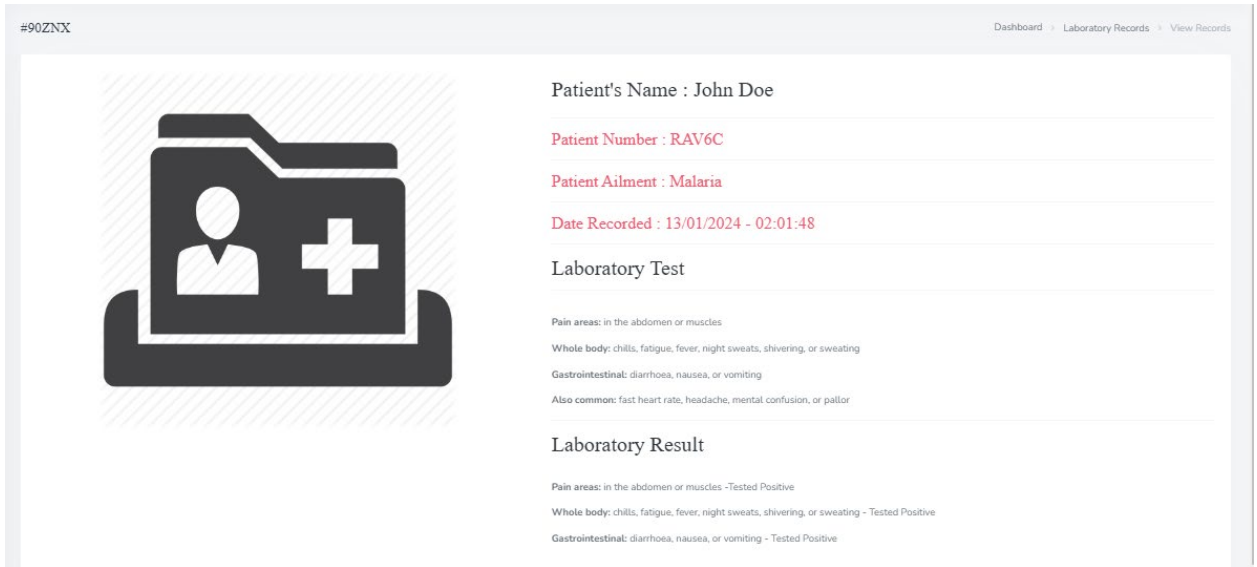 #90ZNX
Dashboard > Laboratory Records > View Records
Patient's Name : John Doe
Patient Number : RAV6C
Patient Ailment : Malaria
Date Recorded : 13/01/2024 - 02:01:48
Laboratory Test
Pain areas: in the abdomen or muscles
Whole body: chills, fatigue, fever, night sweats, shivering, or sweating
Gastrointestinal: diarrhoea, nausea, or vomiting
Also common: fast heart rate, headache, mental confusion, or pallor
Laboratory Result
Pain areas: in the abdomen or muscles -Tested Positive
Whole body: chills, fatigue, fever, night sweats, shivering, or sweating - Tested Positive
Gastrointestinal: diarrhoea, nausea, or vomiting - Tested Positive